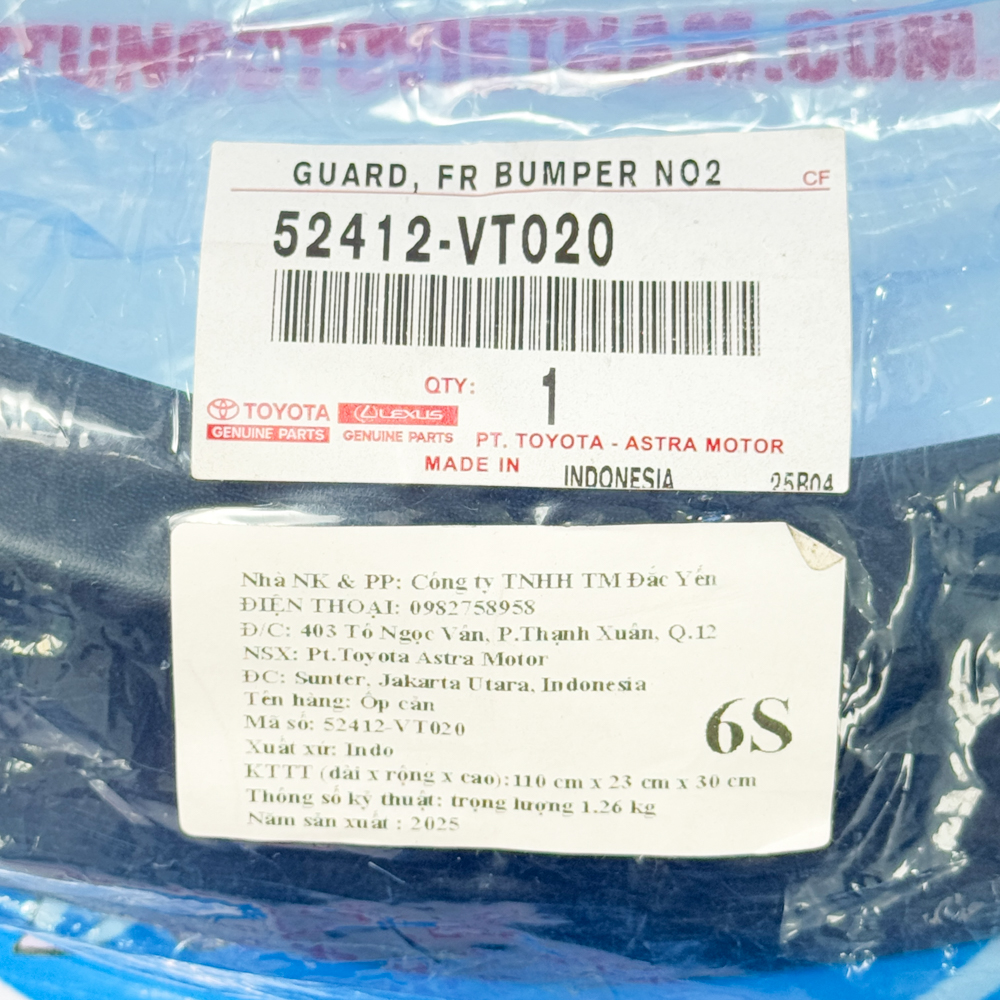 TUNGOTOVIETNAM.COM
GUARD, FR BUMPER NO2
CF
52412-VT020
QTY: 1
TOYOTA
GENUINE PARTS
LEXUS
GENUINE PARTS
PT. TOYOTA - ASTRA MOTOR
MADE IN INDONESIA
25B04
Nhà NK & PP: Công ty TNHH TM Đắc Yến
ĐIỆN THOẠI: 0982758958
Đ/C: 403 Tô Ngọc Vân, P.Thạnh Xuân, Q.12
NSX: Pt.Toyota Astra Motor
ĐC: Sunter, Jakarta Utara, Indonesia
Tên hàng: Ốp cản
Mã số: 52412-VT020
Xuất xứ: Indo
KTTT (dài x rộng x cao):110 cm x 23 cm x 30 cm
Thông số kỹ thuật: trọng lượng 1.26 kg
Năm sản xuất : 2025
6S